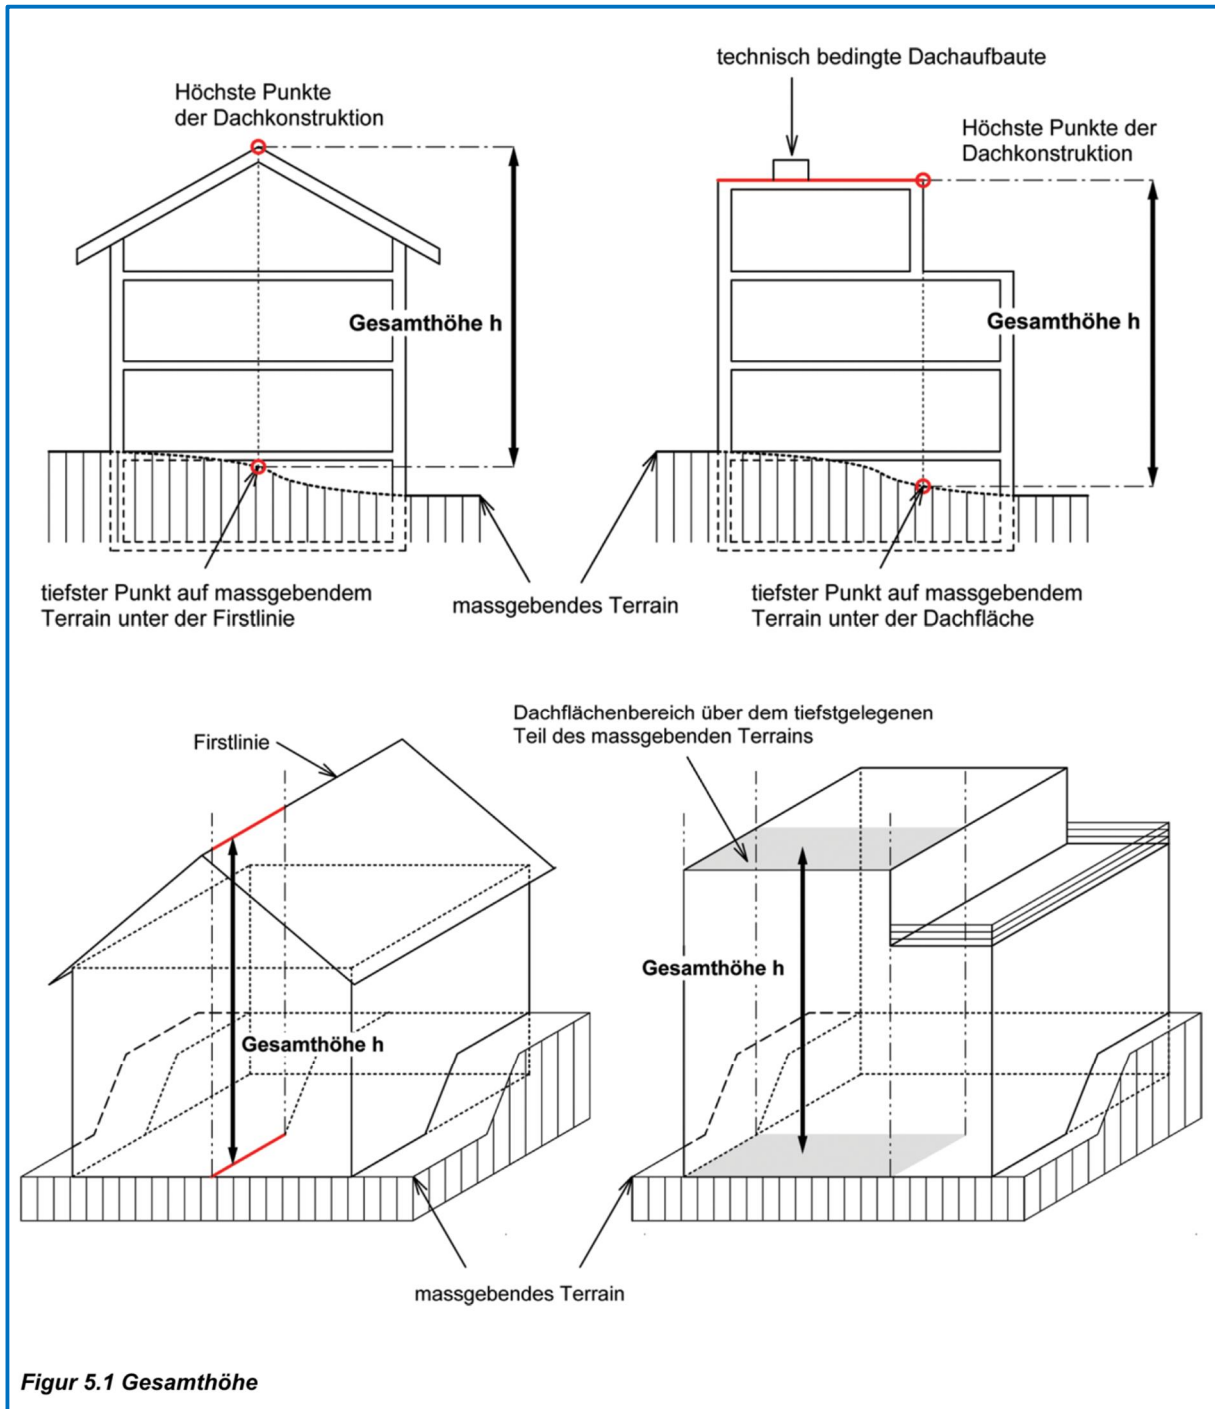 technisch bedingte Dachaufbaute
Höchste Punkte
der Dachkonstruktion
Höchste Punkte der
Dachkonstruktion
Gesamthöhe h
Gesamthöhe h
tiefster Punkt auf massgebendem
Terrain unter der Firstlinie
massgebendes Terrain
tiefster Punkt auf massgebendem
Terrain unter der Dachfläche
Dachflächenbereich über dem tiefstgelegenen
Teil des massgebenden Terrains
Firstlinie
Gesamthöhe h
Gesamthöhe h
massgebendes Terrain
Figur 5.1 Gesamthöhe